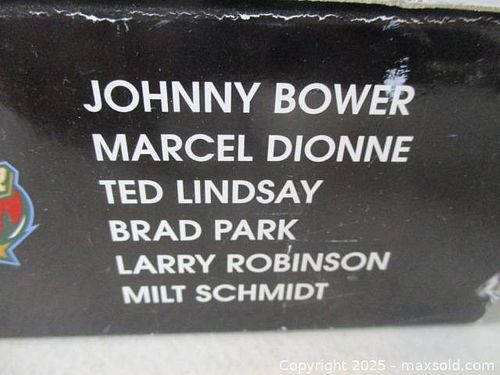 JOHNNY BOWER
MARCEL DIONNE
TED LINDSAY
BRAD PARK
LARRY ROBINSON
MILT SCHMIDT
Copyright 2025 - maxsold.com